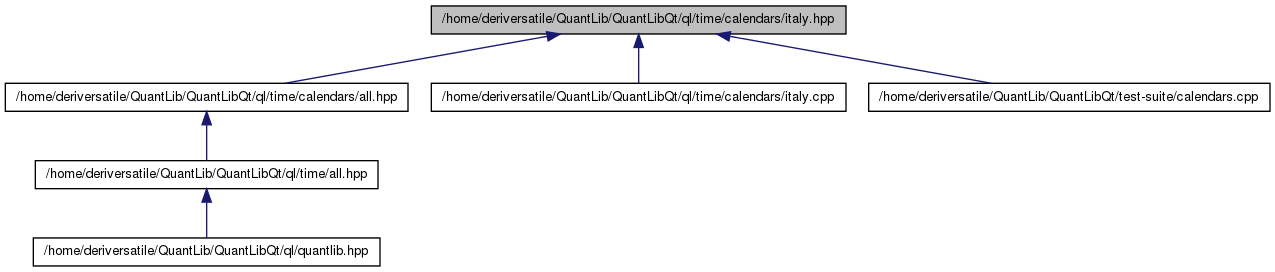 /home/deriversatile/QuantLib/QuantLibQt/ql/time/calendars/italy.hpp
/home/deriversatile/QuantLib/QuantLibQt/ql/time/calendars/all.hpp
/home/deriversatile/QuantLib/QuantLibQt/ql/time/calendars/italy.cpp
/home/deriversatile/QuantLib/QuantLibQt/test-suite/calendars.cpp
/home/deriversatile/QuantLib/QuantLibQt/ql/time/all.hpp
/home/deriversatile/QuantLib/QuantLibQt/ql/quantlib.hpp